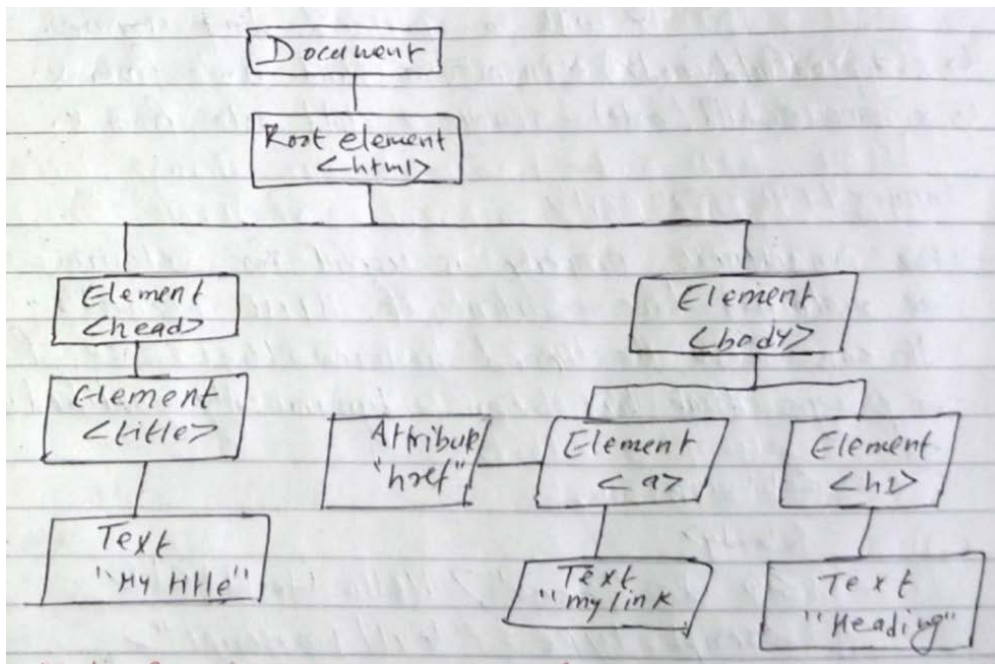 Document
Root element
<html>
Element
<head>
Element
<body>
Element
<title>
Attribute
"href"
Element
<a>
Element
<h1>
Text
"My title"
Text
"my link
Text
"Heading"